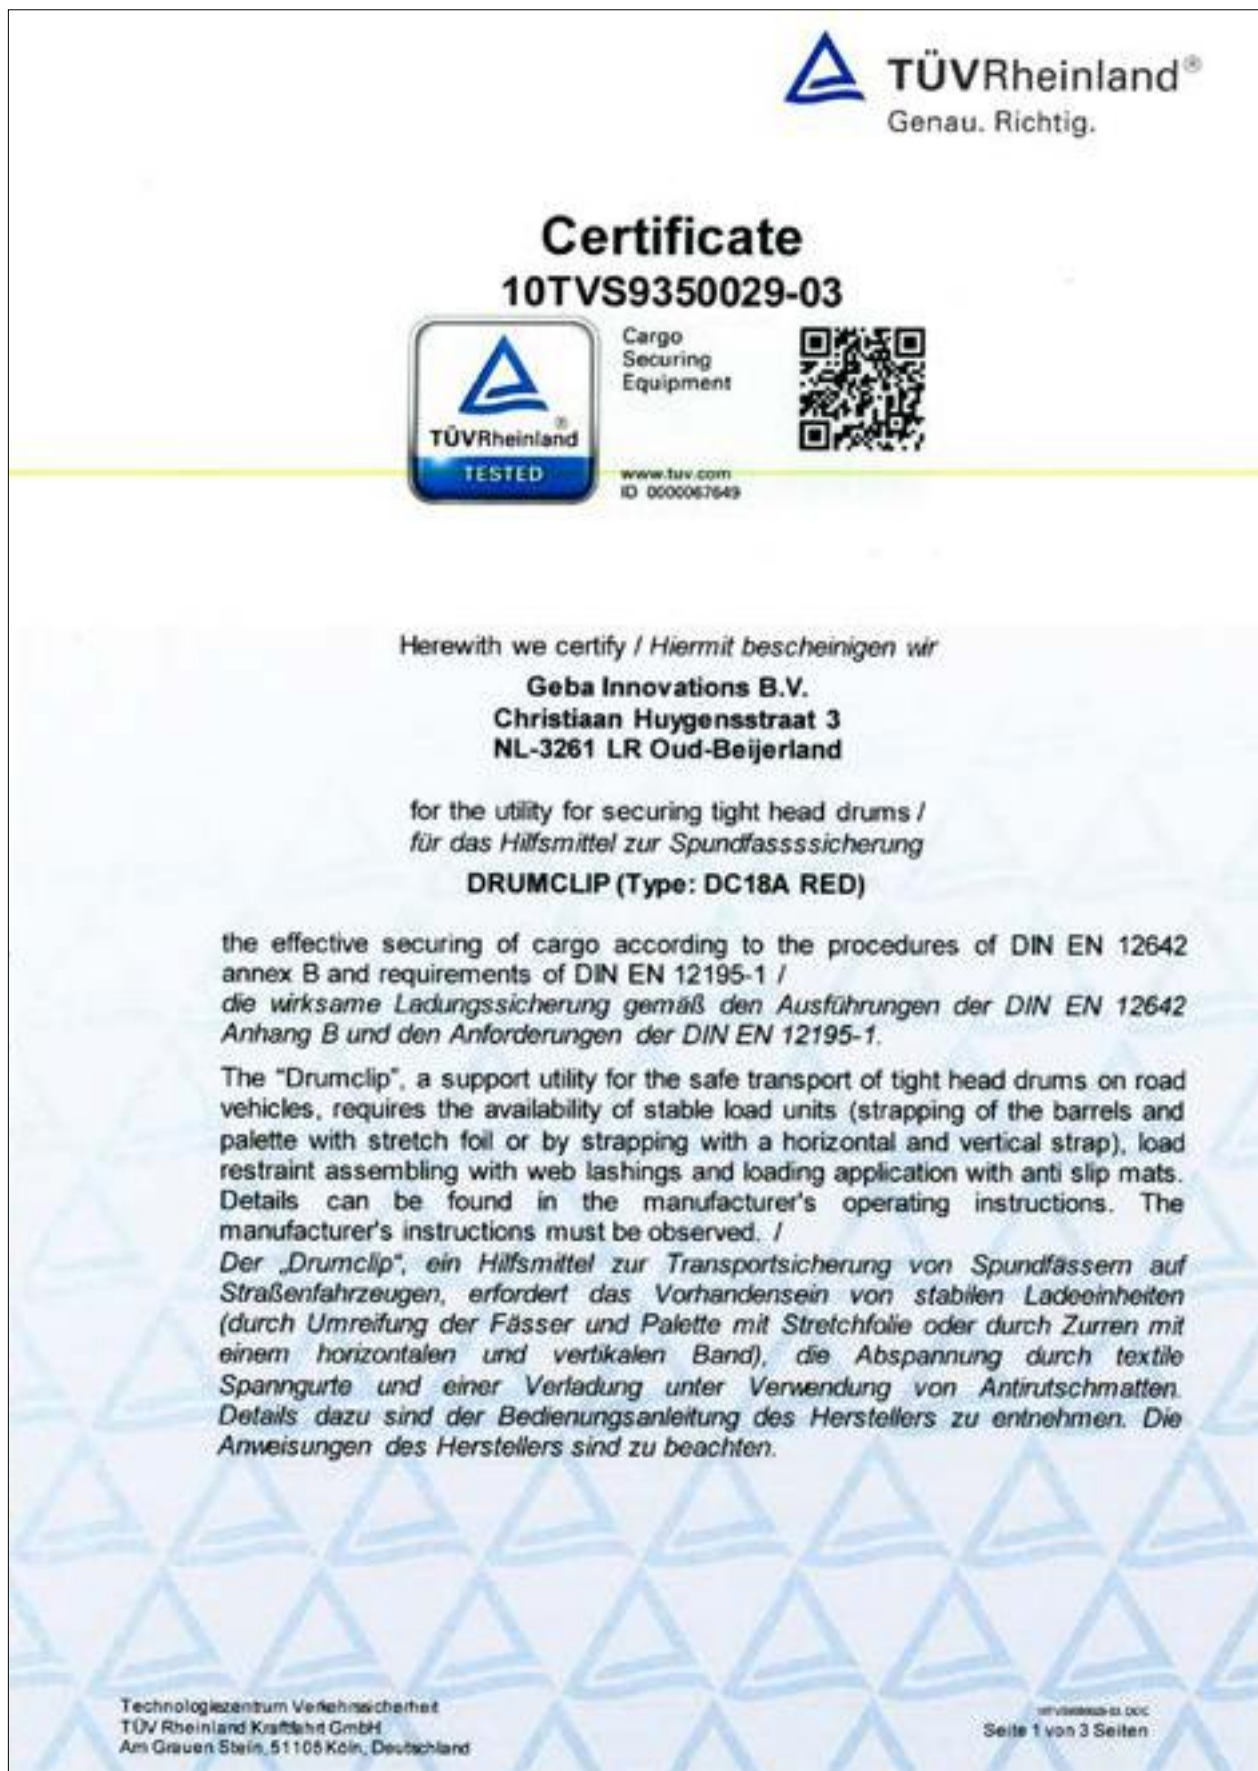 TÜVRheinland®
Genau. Richtig.
Certificate
10TVS9350029-03
Cargo
Securing
Equipment
TÜVRheinland®
TESTED
www.tuv.com
ID 0000067649
Herewith we certify / Hiermit bescheinigen wir
Geba Innovations B.V.
Christiaan Huygensstraat 3
NL-3261 LR Oud-Beijerland
for the utility for securing tight head drums /
für das Hilfsmittel zur Spundfassssicherung
DRUMCLIP (Type: DC18A RED)
the effective securing of cargo according to the procedures of DIN EN 12642
annex B and requirements of DIN EN 12195-1 /
die wirksame Ladungssicherung gemäß den Ausführungen der DIN EN 12642
Anhang B und den Anforderungen der DIN EN 12195-1.
The "Drumclip", a support utility for the safe transport of tight head drums on road
vehicles, requires the availability of stable load units (strapping of the barrels and
palette with stretch foil or by strapping with a horizontal and vertical strap), load
restraint assembling with web lashings and loading application with anti slip mats.
Details can be found in the manufacturer's operating instructions. The
manufacturer's instructions must be observed. /
Der „Drumclip“, ein Hilfsmittel zur Transportsicherung von Spundfässern auf
Straßenfahrzeugen, erfordert das Vorhandensein von stabilen Ladeeinheiten
(durch Umreifung der Fässer und Palette mit Stretchfolie oder durch Zurren mit
einem horizontalen und vertikalen Band), die Abspannung durch textile
Spanngurte und einer Verladung unter Verwendung von Antirutschmatten.
Details dazu sind der Bedienungsanleitung des Herstellers zu entnehmen. Die
Anweisungen des Herstellers sind zu beachten.
Technologiezentrum Verkehrssicherheit
TÜV Rheinland Kraftfahrt GmbH
Am Grauen Stein, 51105 Köln, Deutschland
Seite 1 von 3 Seiten